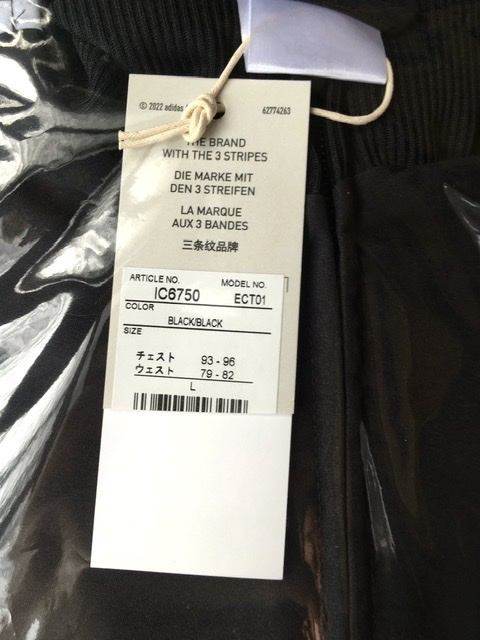 © 2022 adidas
62774263
THE BRAND
WITH THE 3 STRIPES
DIE MARKE MIT
DEN 3 STREIFEN
LA MARQUE
AUX 3 BANDES
三条纹品牌
ARTICLE NO. MODEL NO.
IC6750 ECT01
COLOR
BLACK/BLACK
SIZE
チェスト 93 - 96
ウェスト 79 - 82
L